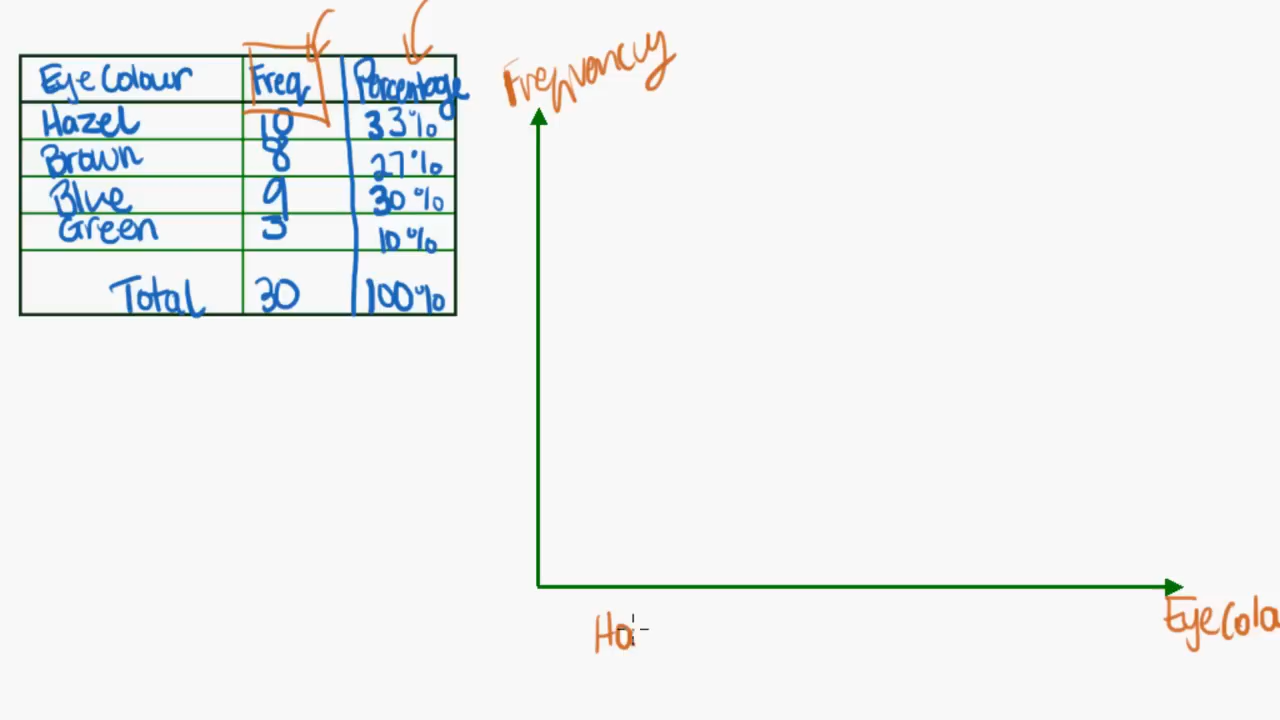 Eye Colour Freq. Percentage
Hazel 10 33%
Brown 8 27%
Blue 9 30%
Green 3 10%
Total 30 100%
Frequency
Eye Colou
Ha